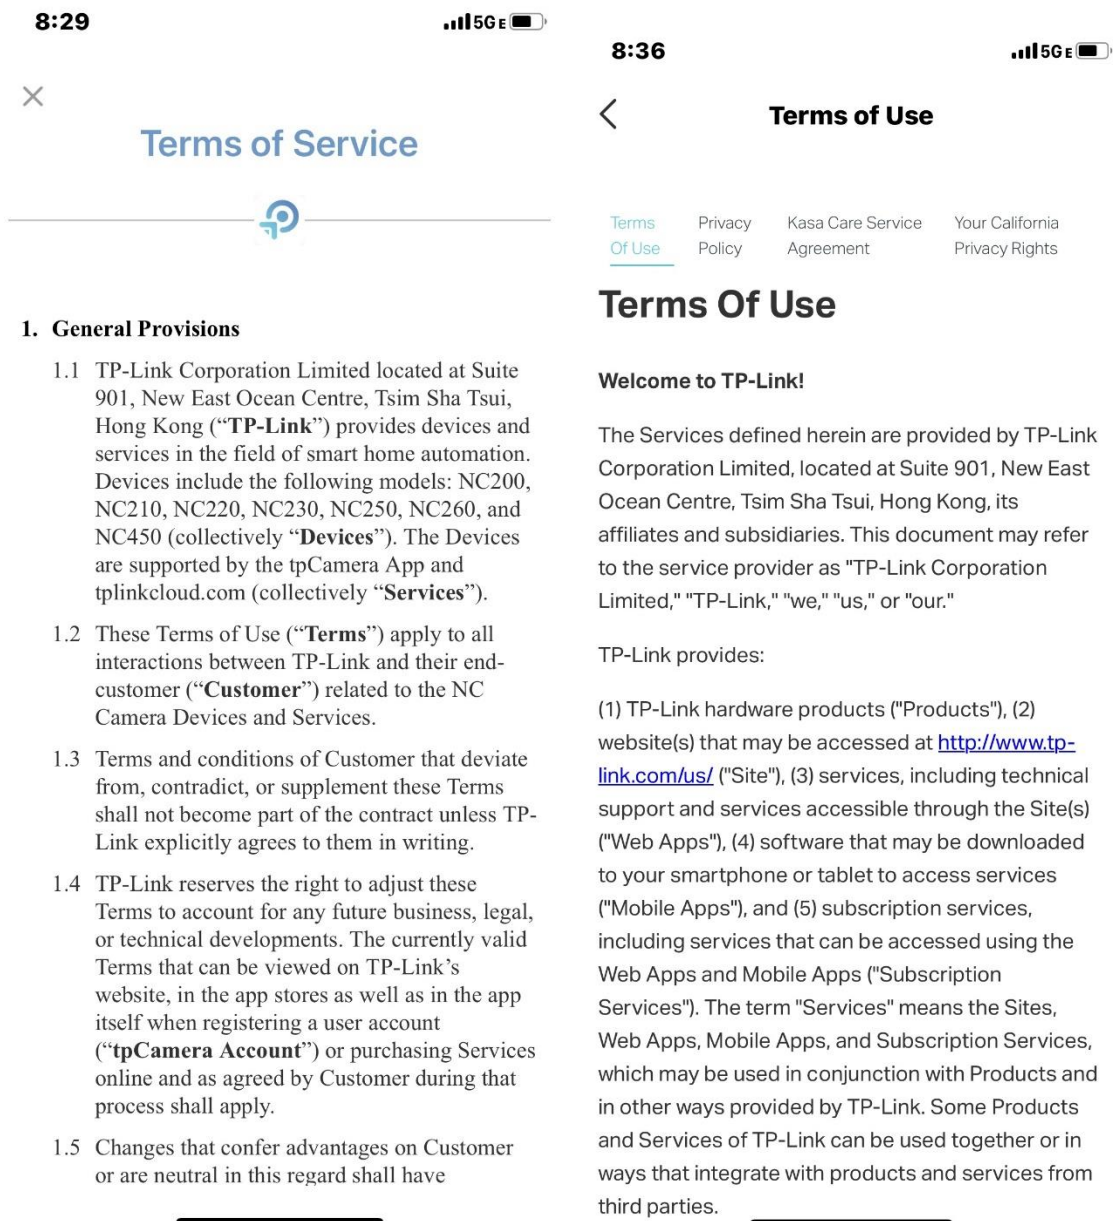 8:29
5G E
Terms of Service
1. General Provisions
1.1 TP-Link Corporation Limited located at Suite
901, New East Ocean Centre, Tsim Sha Tsui,
Hong Kong (“TP-Link”) provides devices and
services in the field of smart home automation.
Devices include the following models: NC200,
NC210, NC220, NC230, NC250, NC260, and
NC450 (collectively “Devices”). The Devices
are supported by the tpCamera App and
tplinkcloud.com (collectively “Services”).
1.2 These Terms of Use (“Terms”) apply to all
interactions between TP-Link and their end-
customer (“Customer”) related to the NC
Camera Devices and Services.
1.3 Terms and conditions of Customer that deviate
from, contradict, or supplement these Terms
shall not become part of the contract unless TP-
Link explicitly agrees to them in writing.
1.4 TP-Link reserves the right to adjust these
Terms to account for any future business, legal,
or technical developments. The currently valid
Terms that can be viewed on TP-Link’s
website, in the app stores as well as in the app
itself when registering a user account
(“tpCamera Account”) or purchasing Services
online and as agreed by Customer during that
process shall apply.
1.5 Changes that confer advantages on Customer
or are neutral in this regard shall have
8:36
5G E
Terms of Use
Terms
Of Use
Privacy
Policy
Kasa Care Service
Agreement
Your California
Privacy Rights
Terms Of Use
Welcome to TP-Link!
The Services defined herein are provided by TP-Link
Corporation Limited, located at Suite 901, New East
Ocean Centre, Tsim Sha Tsui, Hong Kong, its
affiliates and subsidiaries. This document may refer
to the service provider as "TP-Link Corporation
Limited," "TP-Link," "we," "us," or "our."
TP-Link provides:
(1) TP-Link hardware products ("Products"), (2)
website(s) that may be accessed at http://www.tp-
link.com/us/ ("Site"), (3) services, including technical
support and services accessible through the Site(s)
("Web Apps"), (4) software that may be downloaded
to your smartphone or tablet to access services
("Mobile Apps"), and (5) subscription services,
including services that can be accessed using the
Web Apps and Mobile Apps ("Subscription
Services"). The term "Services" means the Sites,
Web Apps, Mobile Apps, and Subscription Services,
which may be used in conjunction with Products and
in other ways provided by TP-Link. Some Products
and Services of TP-Link can be used together or in
ways that integrate with products and services from
third parties.